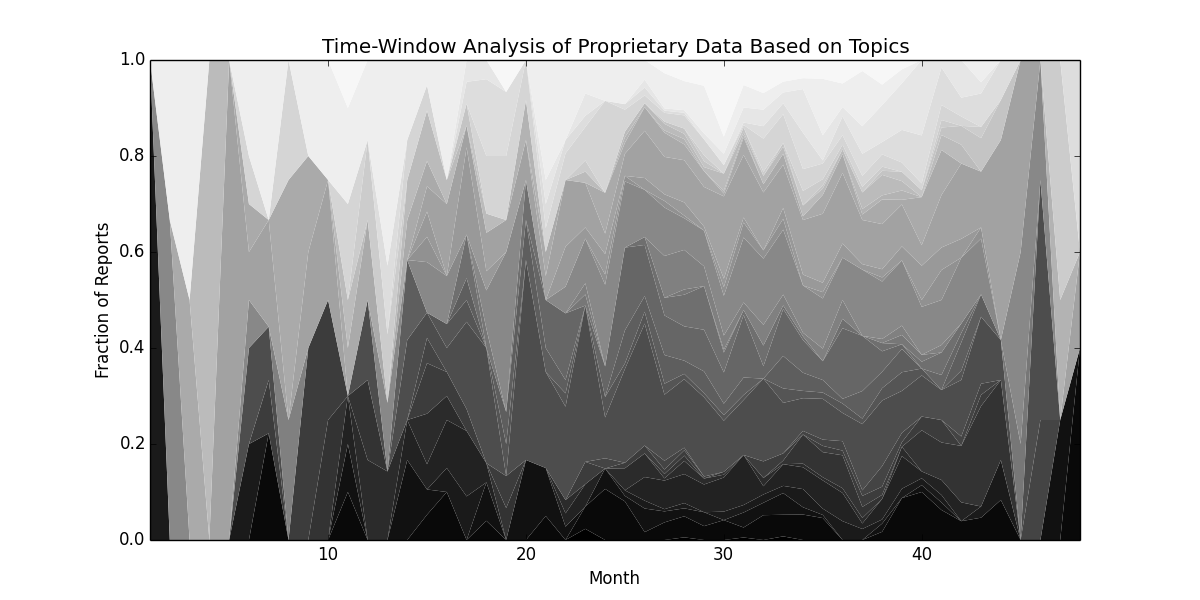 Time-Window Analysis of Proprietary Data Based on Topics
1.0
0.8
0.6
0.4
0.2
0.0
Fraction of Reports
10 20 30 40
Month